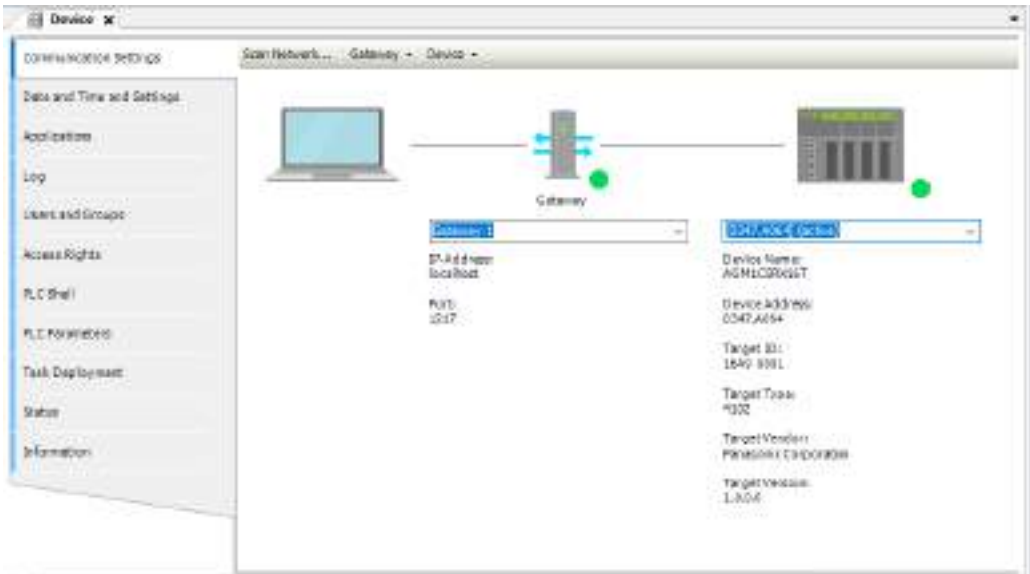 Device
Communication Settings
Scan Network...
Gateway
Device
Date and Time and Settings
Applications
Log
Users and Groups
Access Rights
PLC Shell
PLC Parameters
Task Deployment
Status
Information
Gateway
Gateway-1
(active)
IP-Address:
localhost
Port:
1217
Device Name:
Device Address:
Target ID:
Target Type:
Target Vendor:
Panasonic Corporation
Target Version: